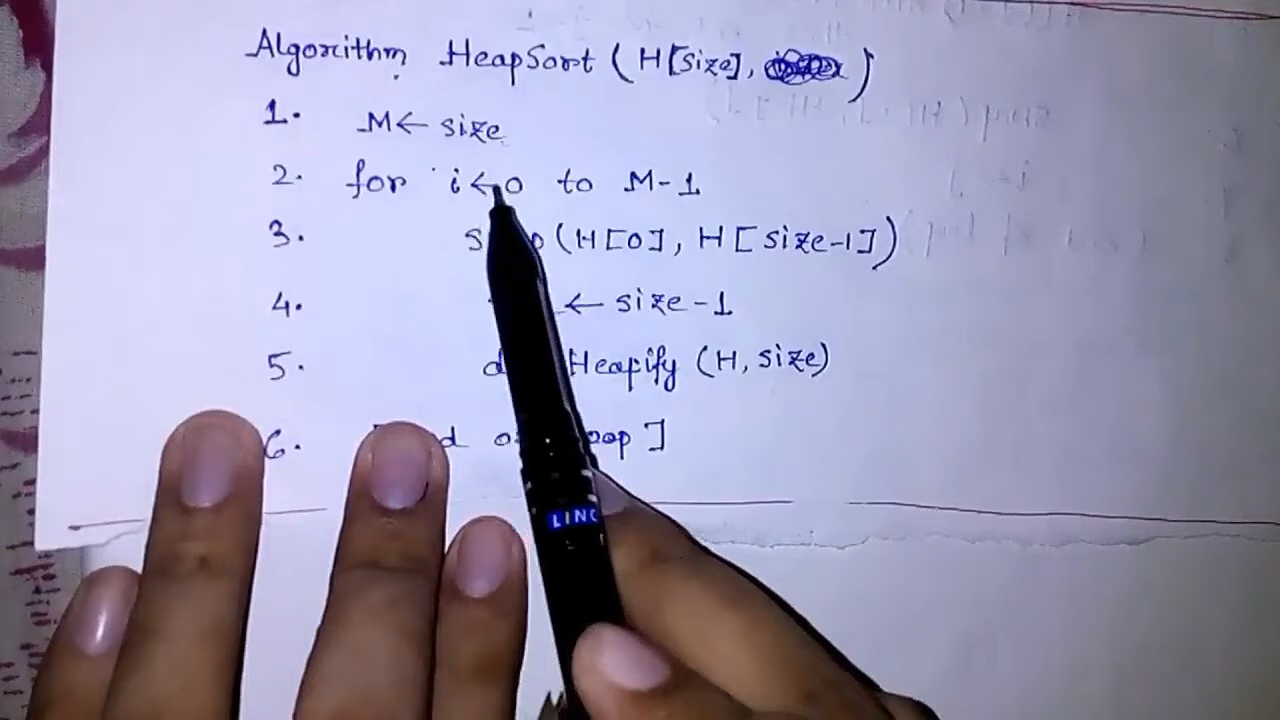 Algorithm HeapSort (H[size], )
1. M← size
2. for i←0 to M-1
3. (H[0], H[size-1])
4. ← size-1
5. Heapify (H, size)
6. ]
LINC